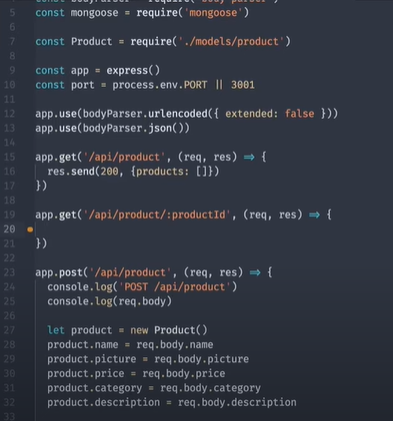 const bodyParser = require('body-parser')
5 const mongoose = require('mongoose')
6
7 const Product = require('./models/product')
8
9 const app = express()
10 const port = process.env.PORT || 3001
11
12 app.use(bodyParser.urlencoded({ extended: false }))
13 app.use(bodyParser.json())
14
15 app.get('/api/product', (req, res) => {
16 res.send(200, {products: []})
17 })
18
19 app.get('/api/product/:productId', (req, res) => {
20
21 })
22
23 app.post('/api/product', (req, res) => {
24 console.log('POST /api/product')
25 console.log(req.body)
26
27 let product = new Product()
28 product.name = req.body.name
29 product.picture = req.body.picture
30 product.price = req.body.price
31 product.category = req.body.category
32 product.description = req.body.description
33